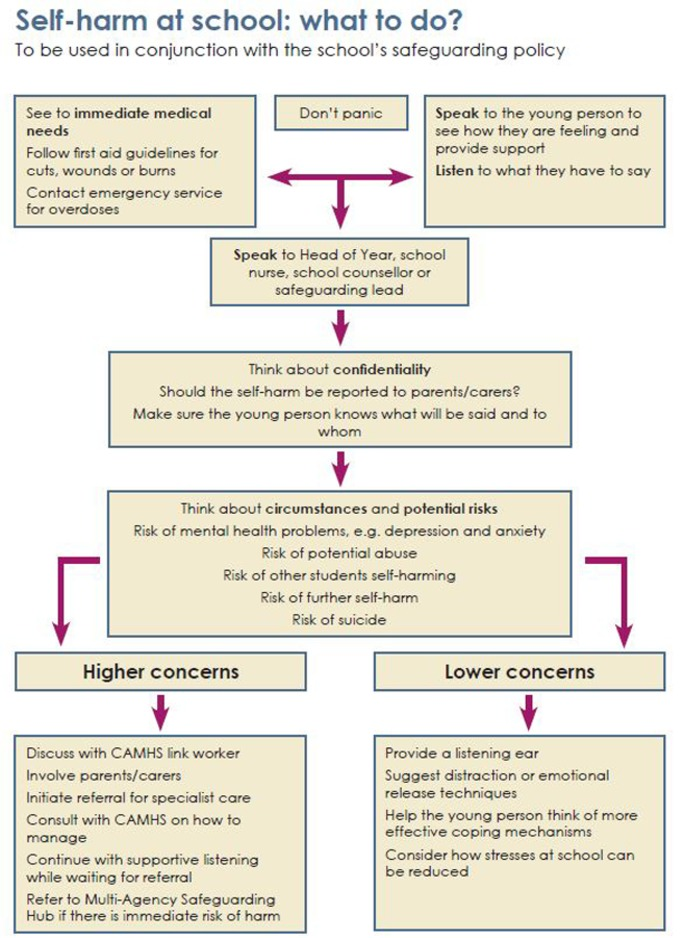 Self-harm at school: what to do?
To be used in conjunction with the school's safeguarding policy
See to immediate medical
needs
Follow first aid guidelines for
cuts, wounds or burns
Contact emergency service
for overdoses
Don't panic
Speak to the young person to
see how they are feeling and
provide support
Listen to what they have to say
Speak to Head of Year, school
nurse, school counsellor or
safeguarding lead
Think about confidentiality
Should the self-harm be reported to parents/carers?
Make sure the young person knows what will be said and to
whom
Think about circumstances and potential risks
Risk of mental health problems, e.g. depression and anxiety
Risk of potential abuse
Risk of other students self-harming
Risk of further self-harm
Risk of suicide
Higher concerns
Discuss with CAMHS link worker
Involve parents/carers
Initiate referral for specialist care
Consult with CAMHS on how to
manage
Continue with supportive listening
while waiting for referral
Refer to Multi-Agency Safeguarding
Hub if there is immediate risk of harm
Lower concerns
Provide a listening ear
Suggest distraction or emotional
release techniques
Help the young person think of more
effective coping mechanisms
Consider how stresses at school can
be reduced